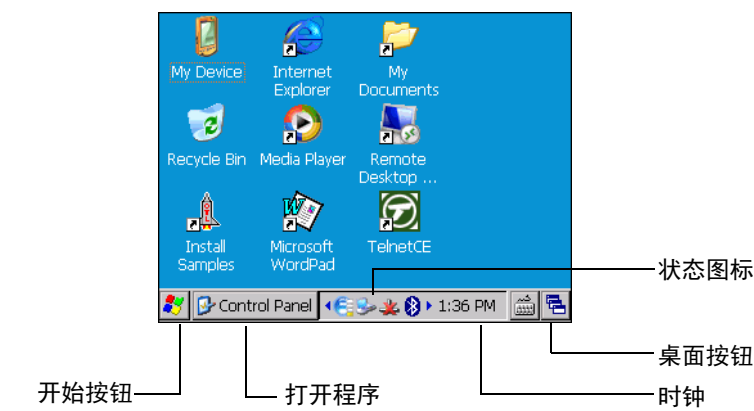 My Device
Internet
Explorer
My
Documents
Recycle Bin
Media Player
Remote
Desktop ...
Install
Samples
Microsoft
WordPad
TelnetCE
状态图标
Control Panel
1:36 PM
桌面按钮
开始按钮
打开程序
时钟